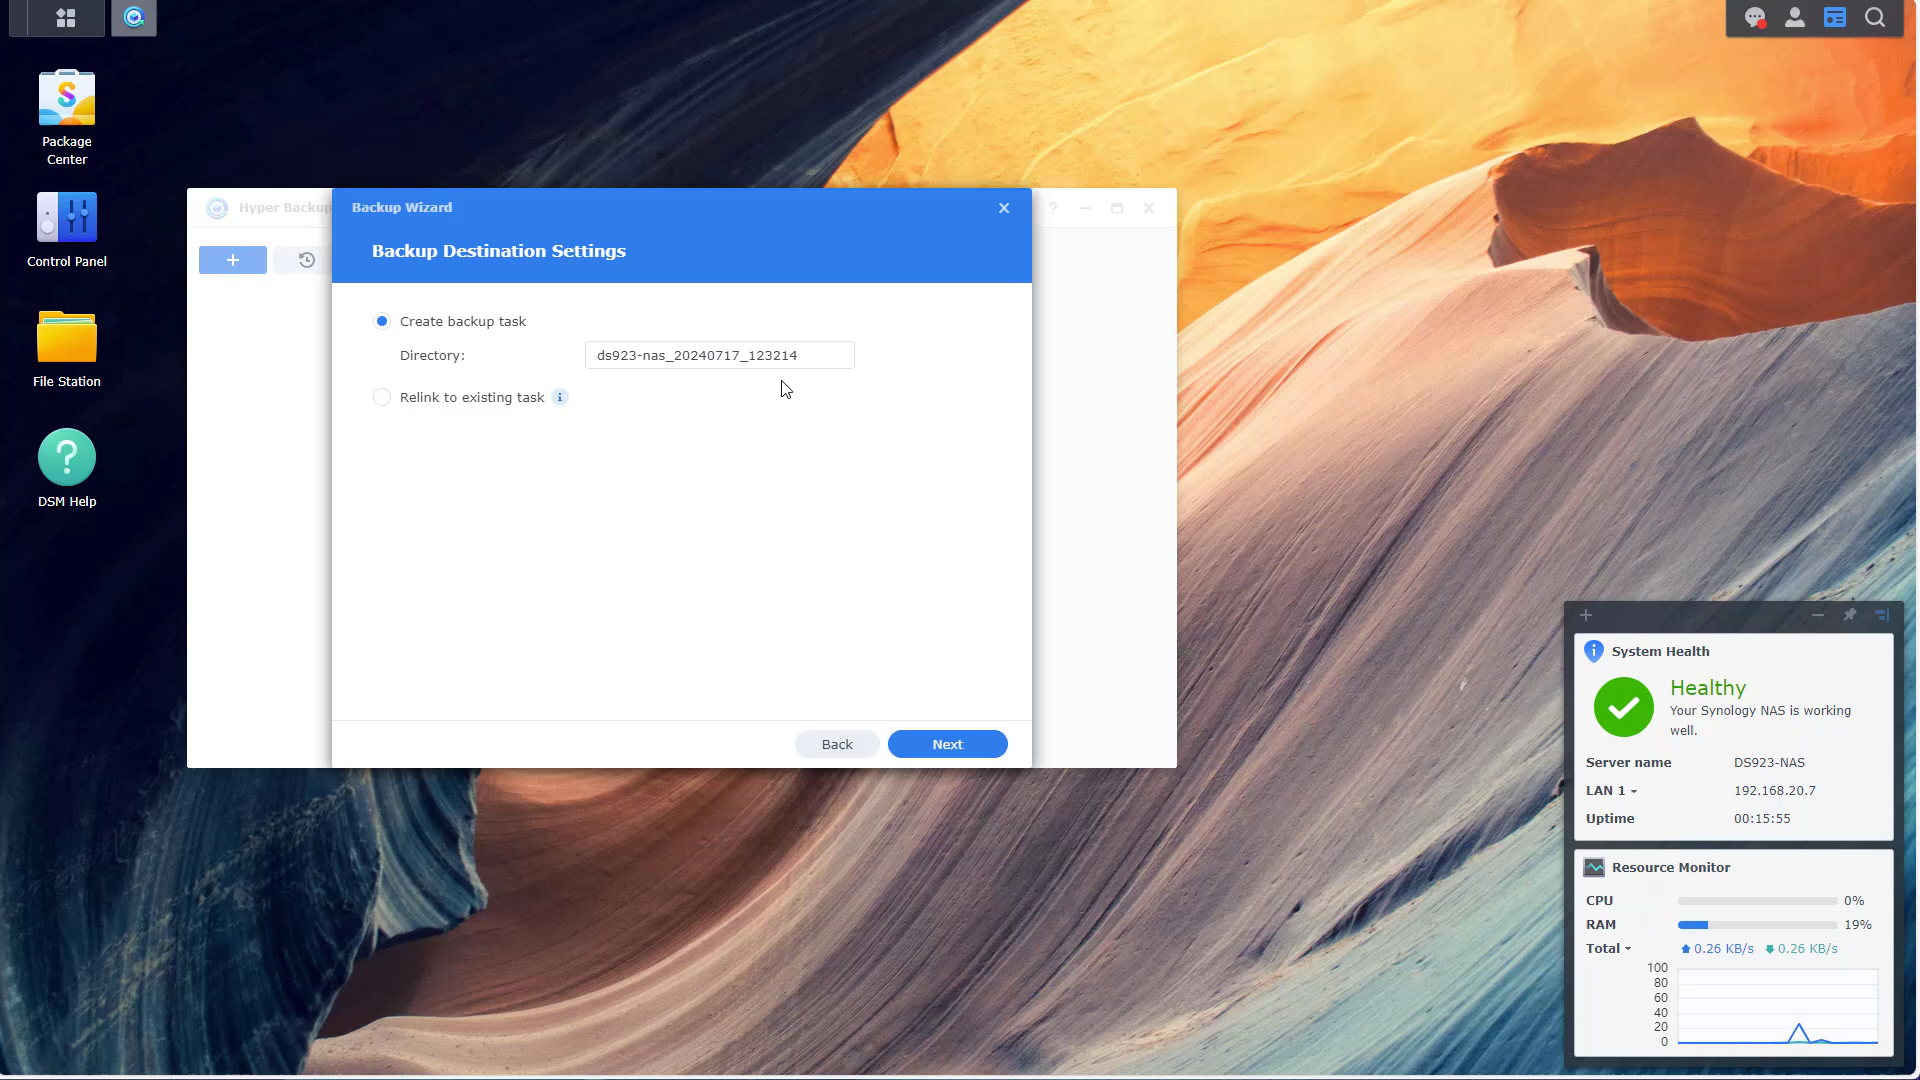 Package
Center
Control Panel
File Station
DSM Help
Hyper Backup
Backup Wizard
Backup Destination Settings
Create backup task
Directory:
ds923-nas_20240717_123214
Relink to existing task
Back
Next
System Health
Healthy
Your Synology NAS is working
well.
Server name
DS923-NAS
LAN 1
192.168.20.7
Uptime
00:15:55
Resource Monitor
CPU
0%
RAM
19%
Total
0.26 KB/s
0.26 KB/s
100
80
60
40
20
0